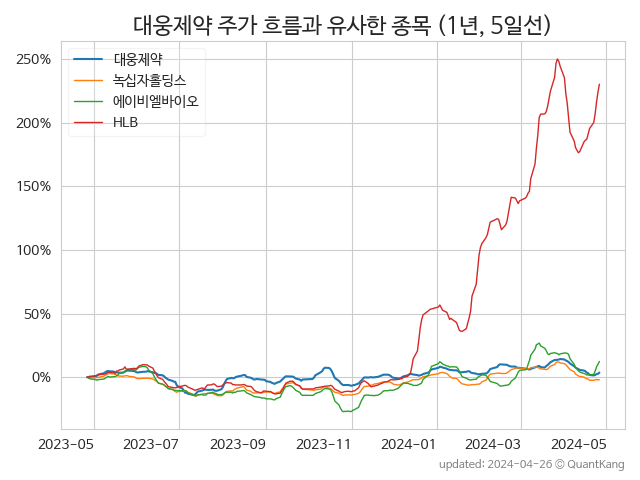 대웅제약 주가 흐름과 유사한 종목 (1년, 5일선)
대웅제약
녹십자홀딩스
에이비엘바이오
HLB
250%
200%
150%
100%
50%
0%
2023-05 2023-07 2023-09 2023-11 2024-01 2024-03 2024-05
updated: 2024-04-26 © QuantKang